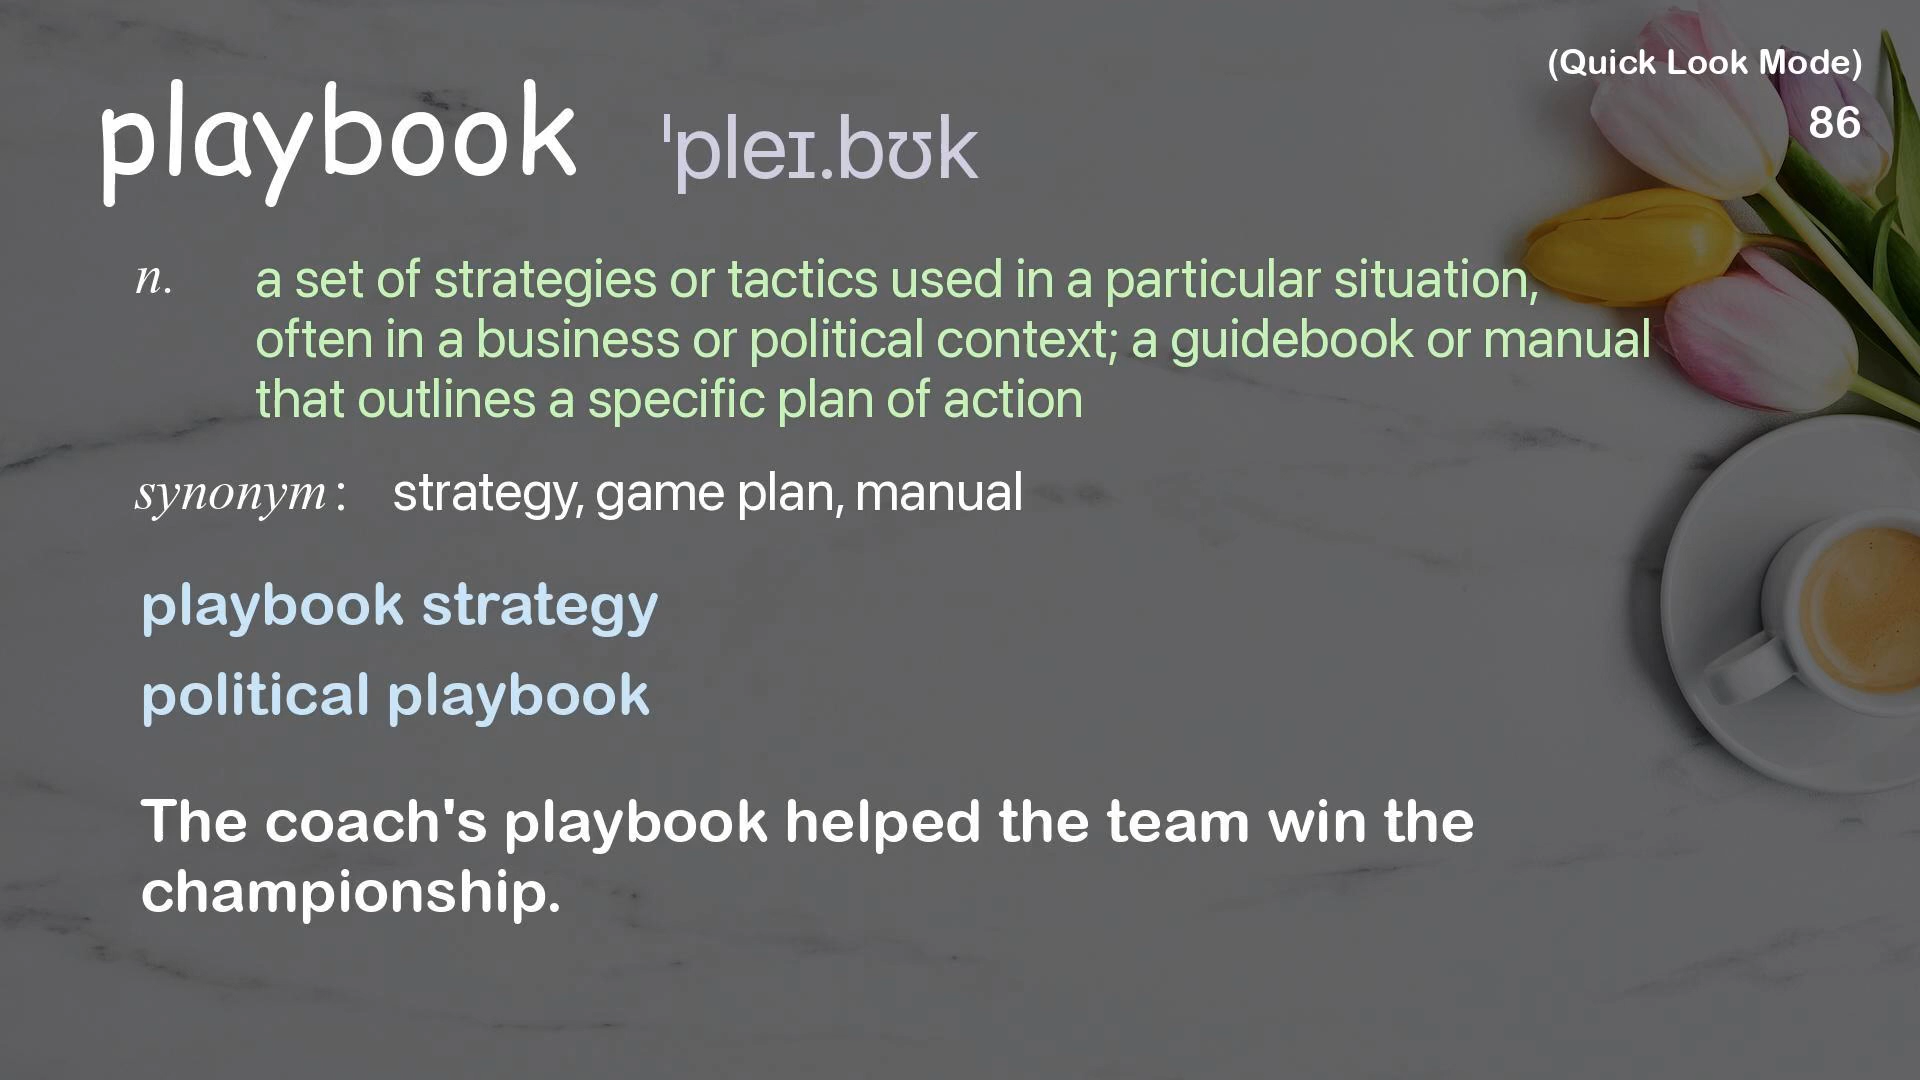 (Quick Look Mode)
86
playbook ˈpleɪ.bʊk
n. a set of strategies or tactics used in a particular situation,
often in a business or political context; a guidebook or manual
that outlines a specific plan of action
synonym: strategy, game plan, manual
playbook strategy
political playbook
The coach's playbook helped the team win the
championship.